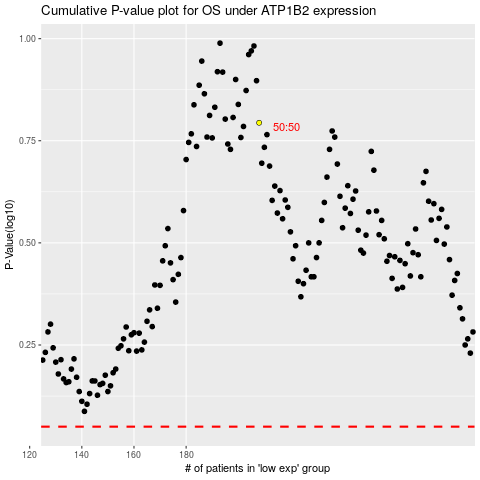 Cumulative P-value plot for OS under ATP1B2 expression
1.00
0.75
0.50
0.25
P-Value(log10)
50:50
120 140 160 180
# of patients in 'low exp' group